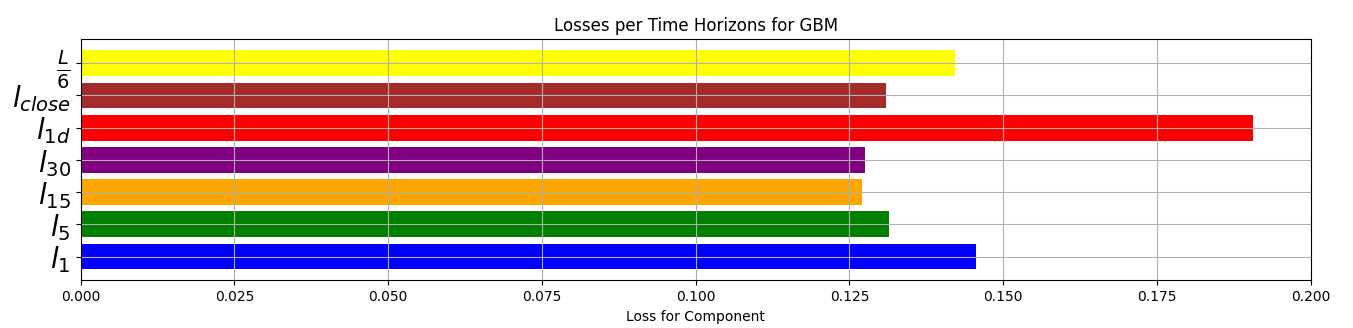 Losses per Time Horizons for GBM
L/6
l_close
l_1d
l_30
l_15
l_5
l_1
0.000 0.025 0.050 0.075 0.100 0.125 0.150 0.175 0.200
Loss for Component